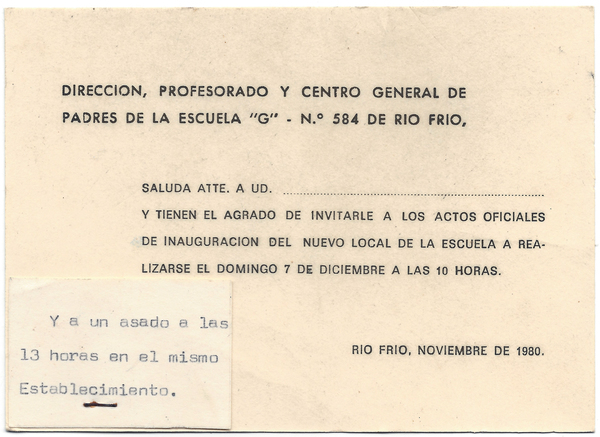 DIRECCION, PROFESORADO Y CENTRO GENERAL DE
PADRES DE LA ESCUELA "G" - N.º 584 DE RIO FRIO,
SALUDA ATTE. A UD. ........................................................
Y TIENEN EL AGRADO DE INVITARLE A LOS ACTOS OFICIALES
DE INAUGURACION DEL NUEVO LOCAL DE LA ESCUELA A REA-
LIZARSE EL DOMINGO 7 DE DICIEMBRE A LAS 10 HORAS.
RIO FRIO, NOVIEMBRE DE 1980.
Y a un asado a las
13 horas en el mismo
Establecimiento.